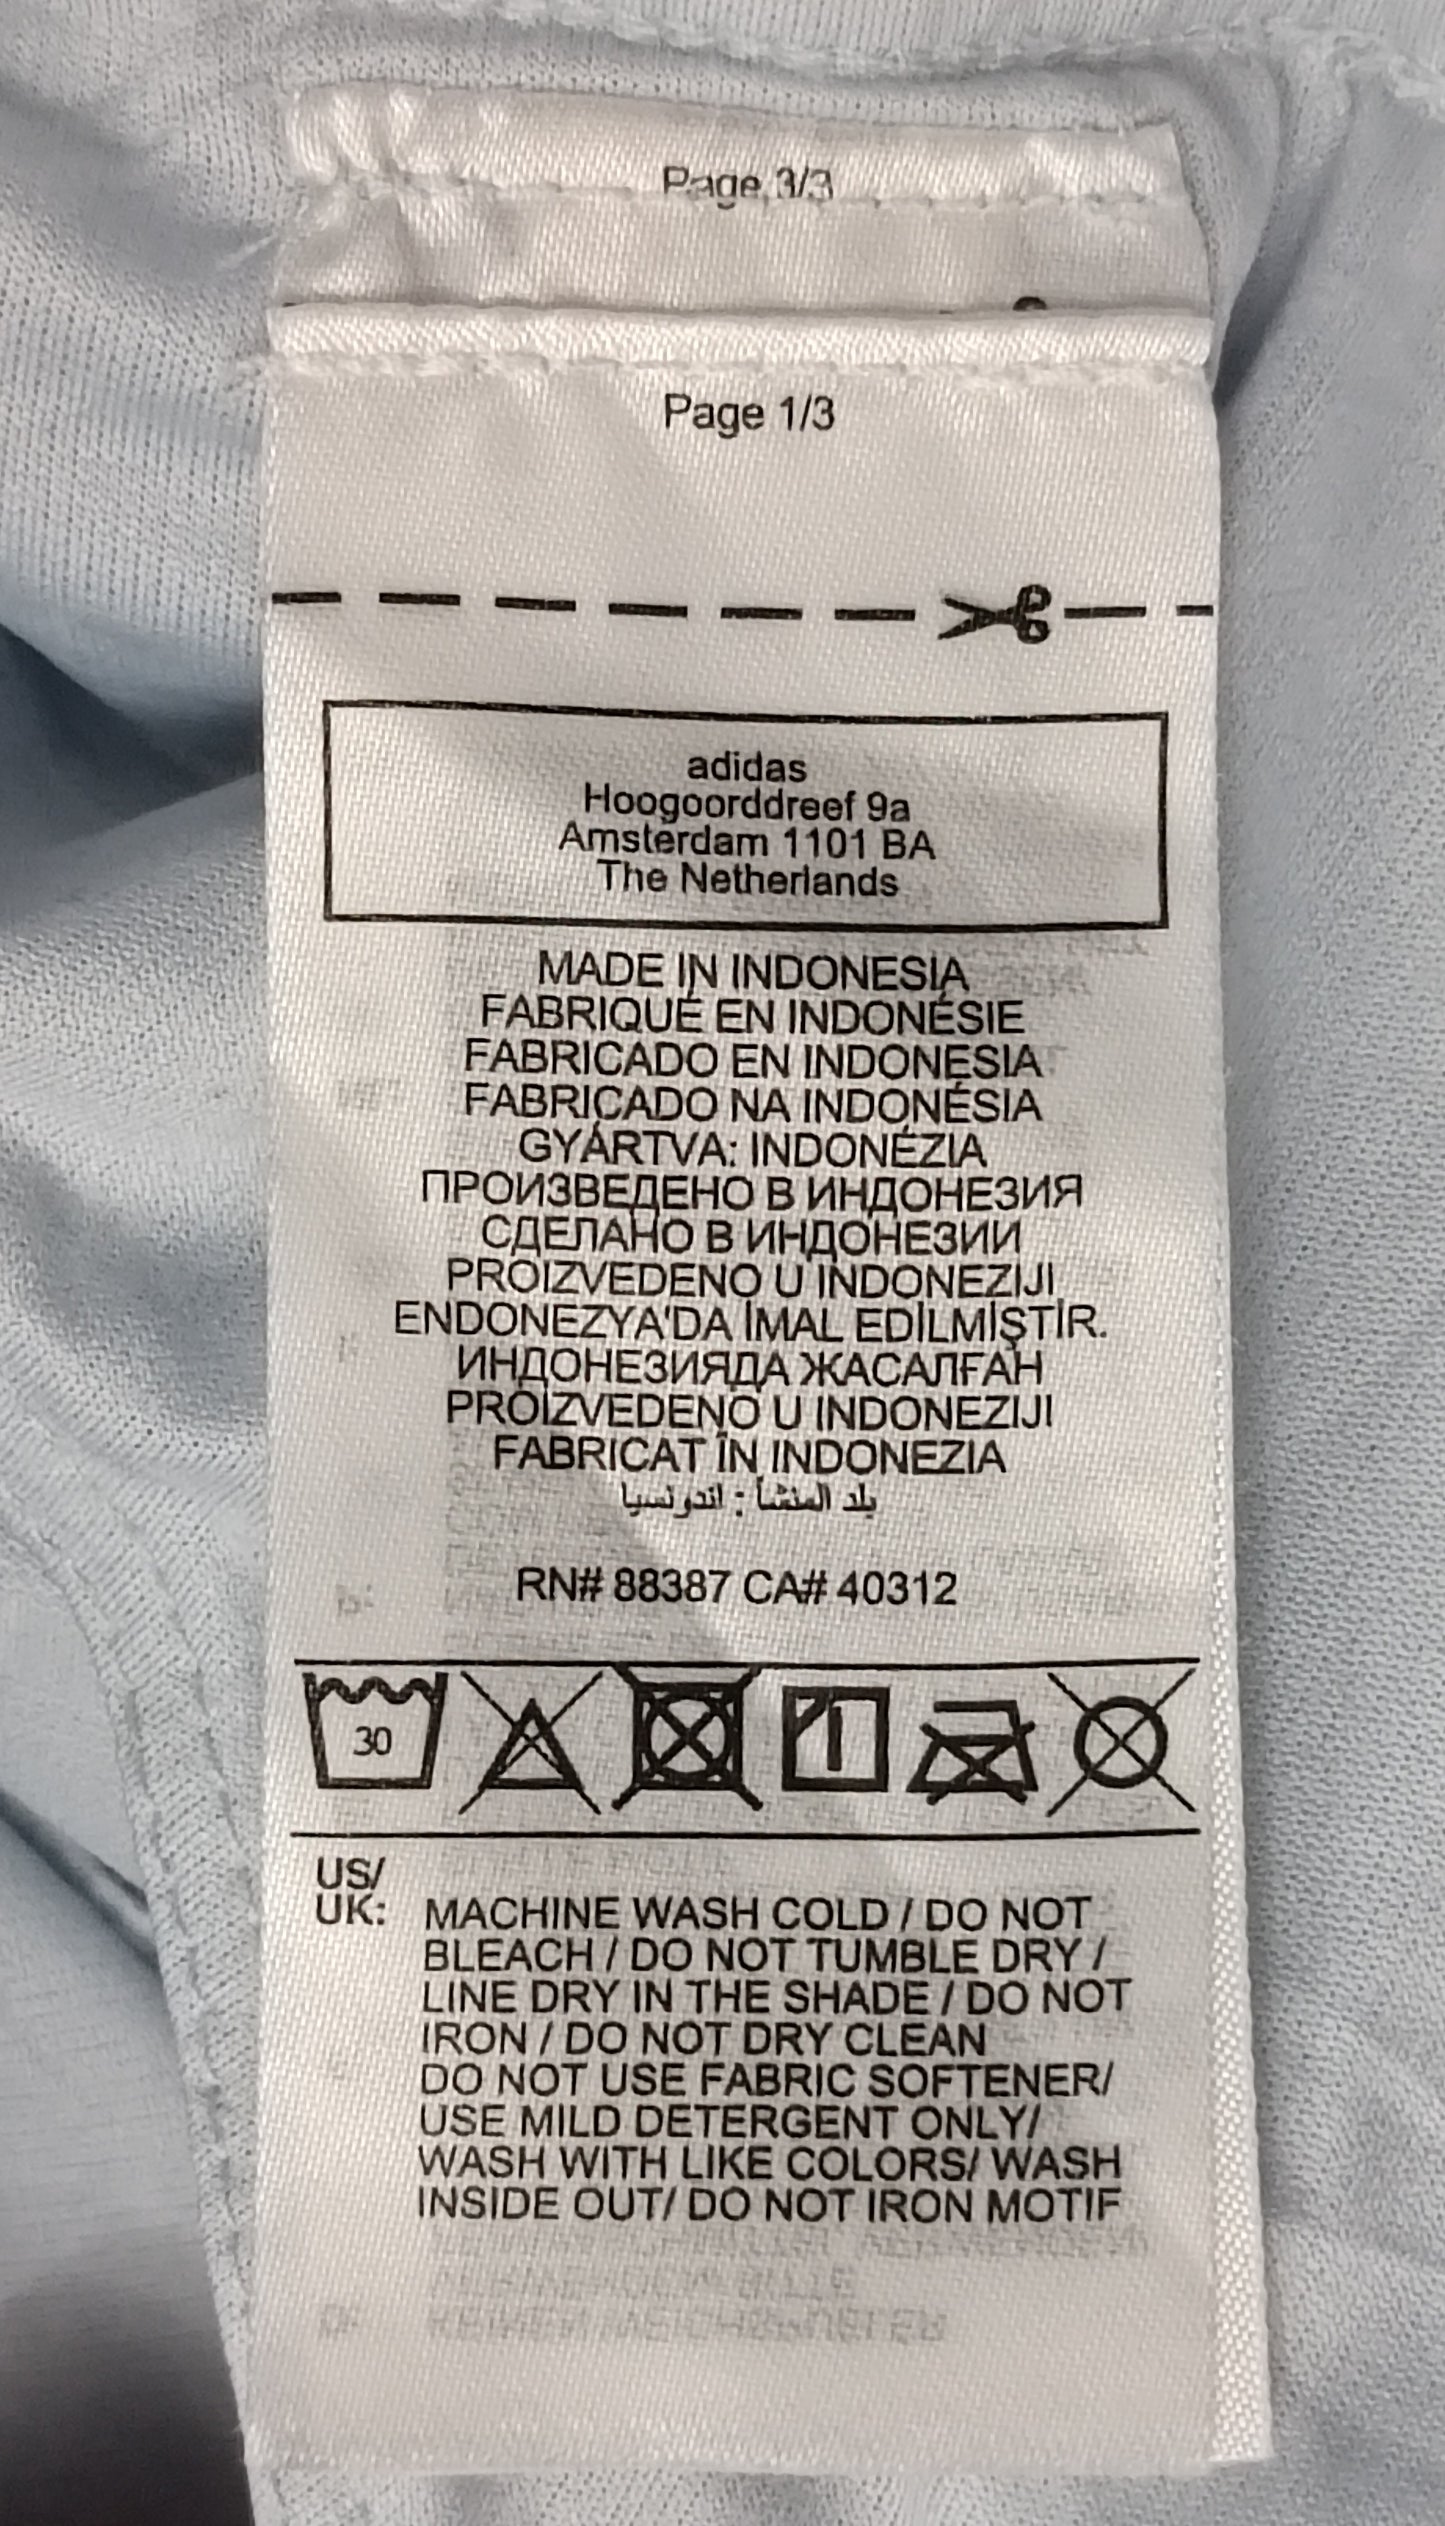 Page 3/3
Page 1/3
adidas
Hoogoorddreef 9a
Amsterdam 1101 BA
The Netherlands
MADE IN INDONESIA
FABRIQUÉ EN INDONÉSIE
FABRICADO EN INDONESIA
FABRICADO NA INDONÉSIA
GYÁRTVA: INDONÉZIA
ПРОИЗВЕДЕНО В ИНДОНЕЗИЯ
СДЕЛАНО В ИНДОНЕЗИИ
PROIZVEDENO U INDONEZIJI
ENDONEZYA'DA İMAL EDİLMİŞTİR.
ИНДОНЕЗИЯДА ЖАСАЛҒАН
PROIZVEDENO U INDONEZIJI
FABRICAT ÎN INDONEZIA
بلد المنشأ : اندونسيا
RN# 88387 CA# 40312
30
US/
UK: MACHINE WASH COLD / DO NOT
BLEACH / DO NOT TUMBLE DRY /
LINE DRY IN THE SHADE / DO NOT
IRON / DO NOT DRY CLEAN
DO NOT USE FABRIC SOFTENER/
USE MILD DETERGENT ONLY/
WASH WITH LIKE COLORS/ WASH
INSIDE OUT/ DO NOT IRON MOTIF